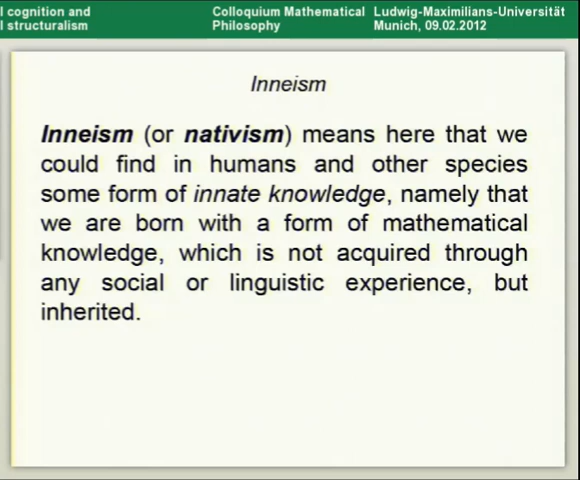 l cognition and
l structuralism
Colloquium Mathematical
Philosophy
Ludwig-Maximilians-Universität
Munich, 09.02.2012
Inneism
Inneism (or nativism) means here that we
could find in humans and other species
some form of innate knowledge, namely that
we are born with a form of mathematical
knowledge, which is not acquired through
any social or linguistic experience, but
inherited.